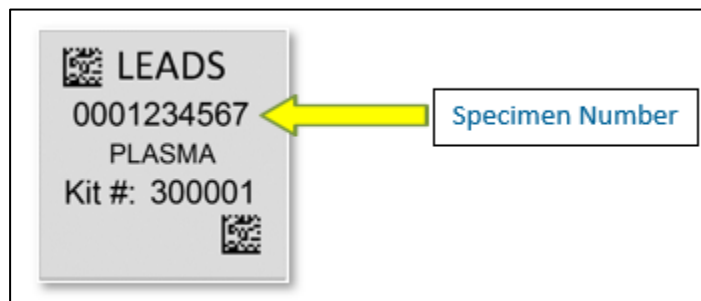 LEADS
0001234567
Specimen Number
PLASMA
Kit #: 300001